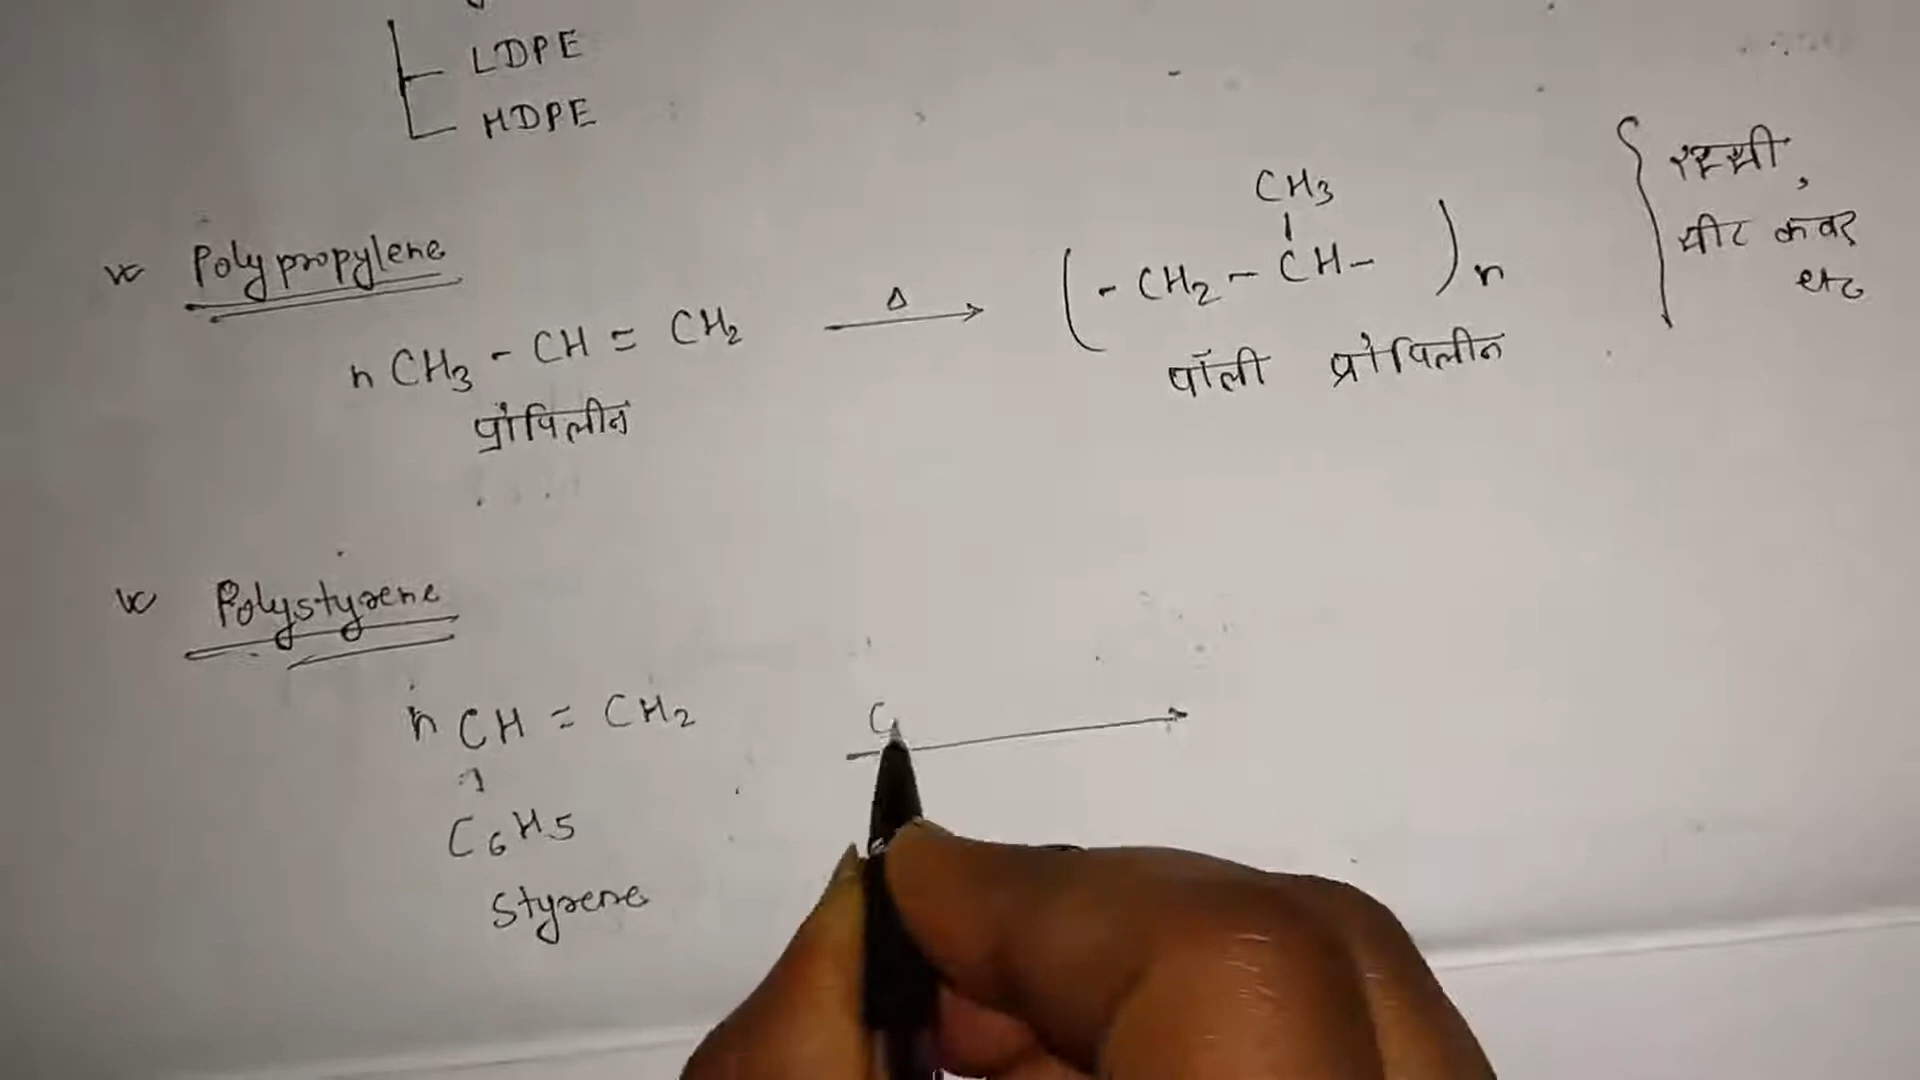 LDPE
HDPE
Polypropylene
n CH3 - CH = CH2
Δ
CH3
(- CH2 - CH - )n
प्रोपिलीन
पॉली प्रोपिलीन
रस्सी,
सीट कवर
etc
Polystyrene
n CH = CH2
C6H5
Styrene
C